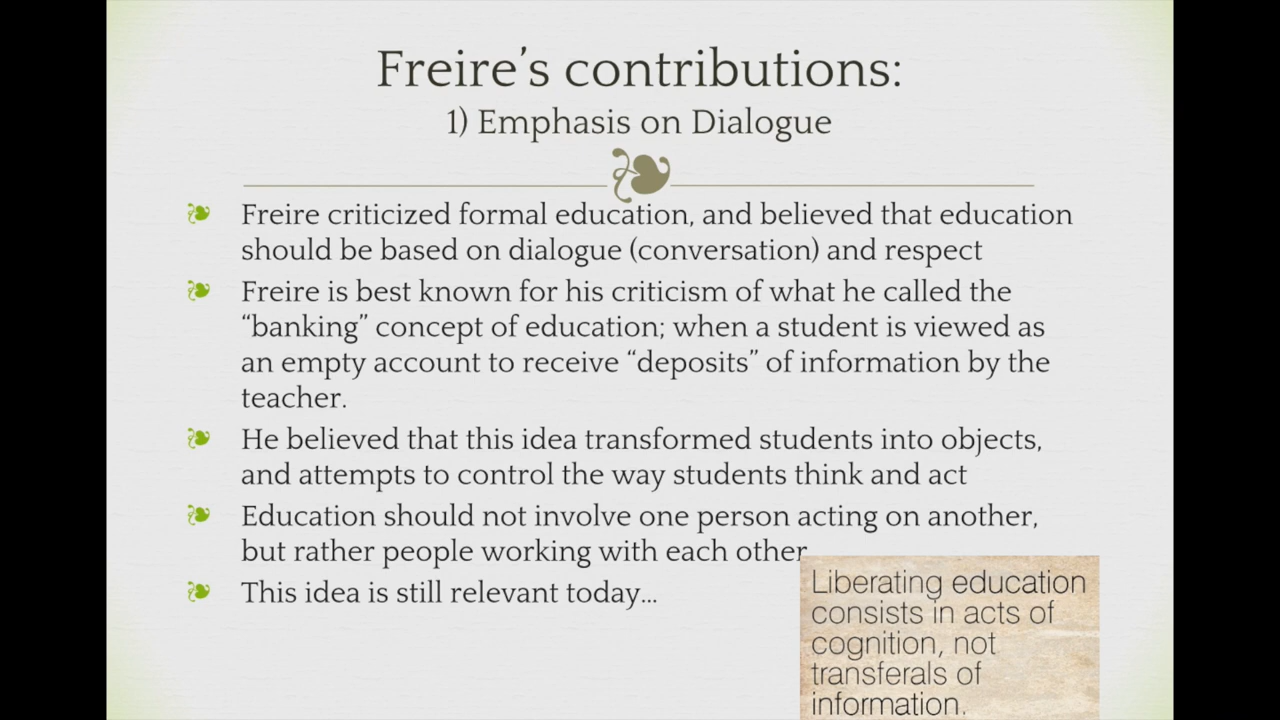 Freire’s contributions:
1) Emphasis on Dialogue
Freire criticized formal education, and believed that education
should be based on dialogue (conversation) and respect
Freire is best known for his criticism of what he called the
“banking” concept of education; when a student is viewed as
an empty account to receive “deposits” of information by the
teacher.
He believed that this idea transformed students into objects,
and attempts to control the way students think and act
Education should not involve one person acting on another,
but rather people working with each other
This idea is still relevant today…
Liberating education
consists in acts of
cognition, not
transferals of
information.